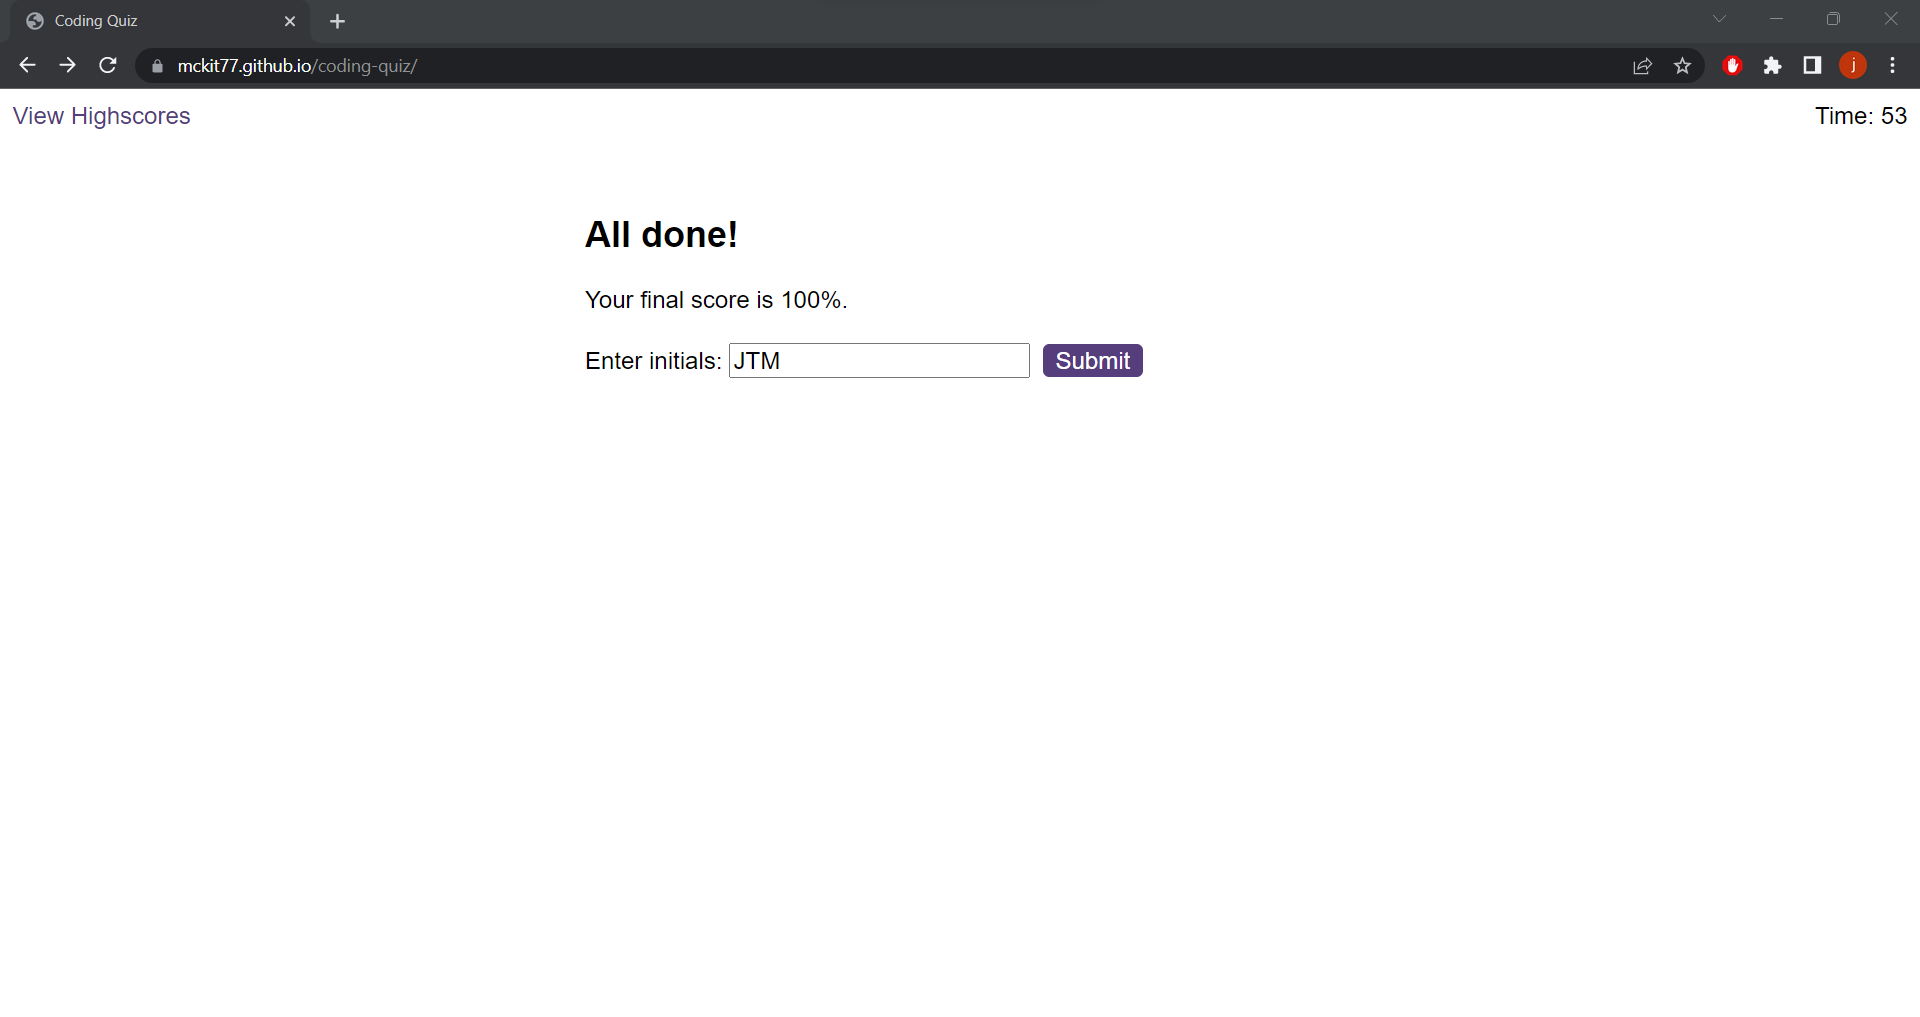 Coding Quiz
mckit77.github.io/coding-quiz/
j
View Highscores
Time: 53
All done!
Your final score is 100%.
Enter initials: JTM Submit